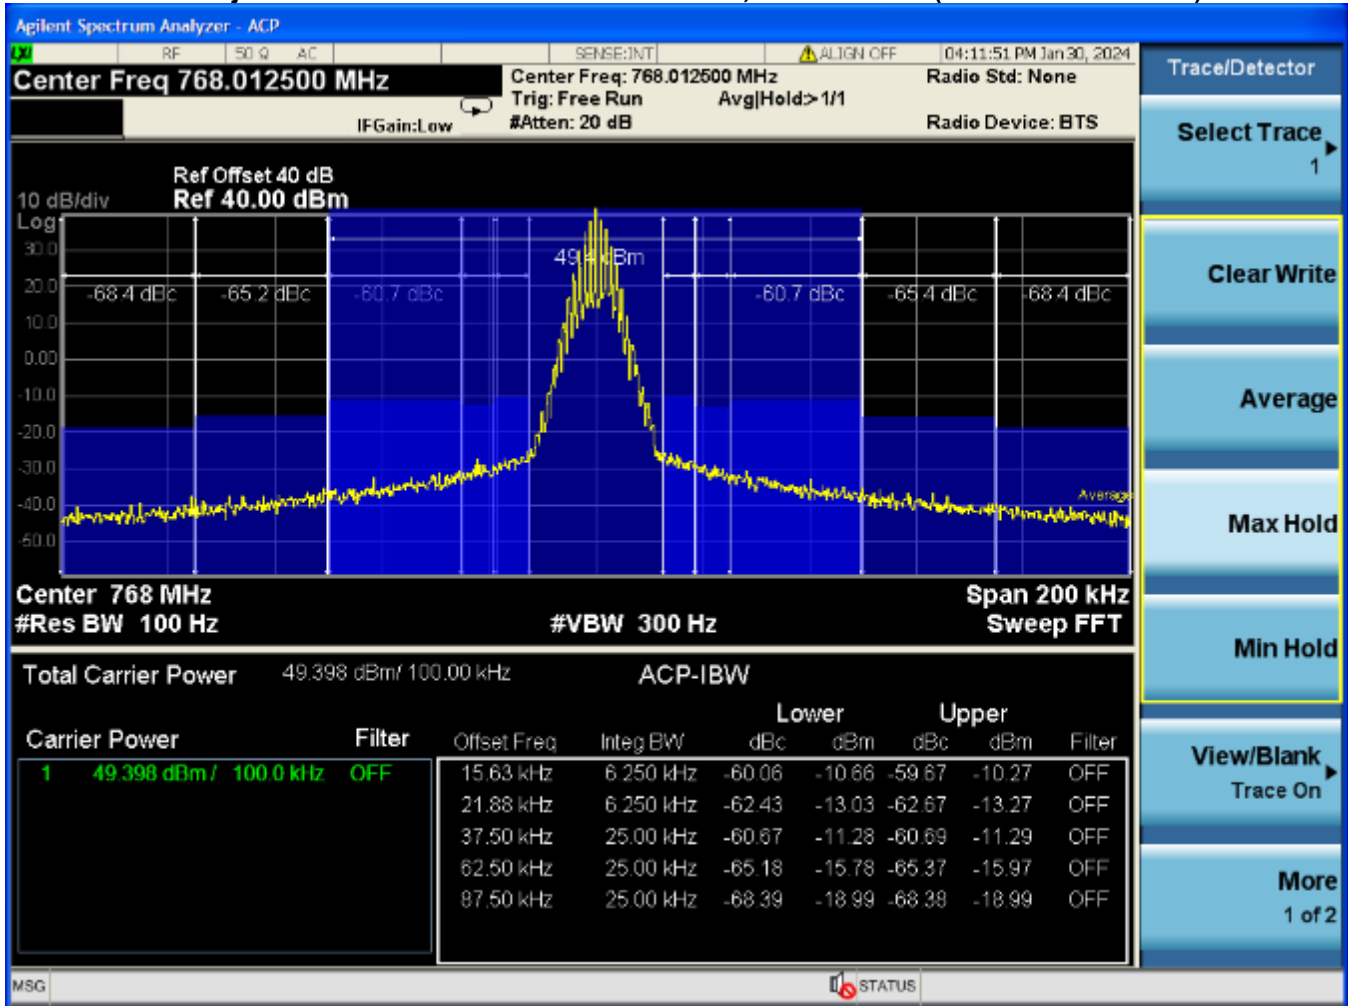 Agilent Spectrum Analyzer - ACP
LXI RF 50 Ω AC SENSE:INT ALIGN OFF 04:11:51 PM Jan 30, 2024
Center Freq 768.012500 MHz
Center Freq: 768.012500 MHz Radio Std: None
Trig: Free Run Avg|Hold:>1/1
IFGain:Low #Atten: 20 dB Radio Device: BTS
Ref Offset 40 dB
10 dB/div Ref 40.00 dBm
Log
30.0
49.4 dBm
20.0 -68.4 dBc -65.2 dBc -60.7 dBc -60.7 dBc -65.4 dBc -68.4 dBc
10.0
0.00
-10.0
-20.0
-30.0
-40.0 Average
-50.0
Center 768 MHz Span 200 kHz
#Res BW 100 Hz #VBW 300 Hz Sweep FFT
Total Carrier Power 49.398 dBm/ 100.00 kHz ACP-IBW
Lower Upper
Carrier Power Filter Offset Freq Integ BW dBc dBm dBc dBm Filter
1 49.398 dBm / 100.0 kHz OFF 15.63 kHz 6.250 kHz -60.06 -10.66 -59.67 -10.27 OFF
21.88 kHz 6.250 kHz -62.43 -13.03 -62.67 -13.27 OFF
37.50 kHz 25.00 kHz -60.67 -11.28 -60.69 -11.29 OFF
62.50 kHz 25.00 kHz -65.18 -15.78 -65.37 -15.97 OFF
87.50 kHz 25.00 kHz -68.39 -18.99 -68.38 -18.99 OFF
MSG STATUS
Trace/Detector
Select Trace
1
Clear Write
Average
Max Hold
Min Hold
View/Blank
Trace On
More
1 of 2